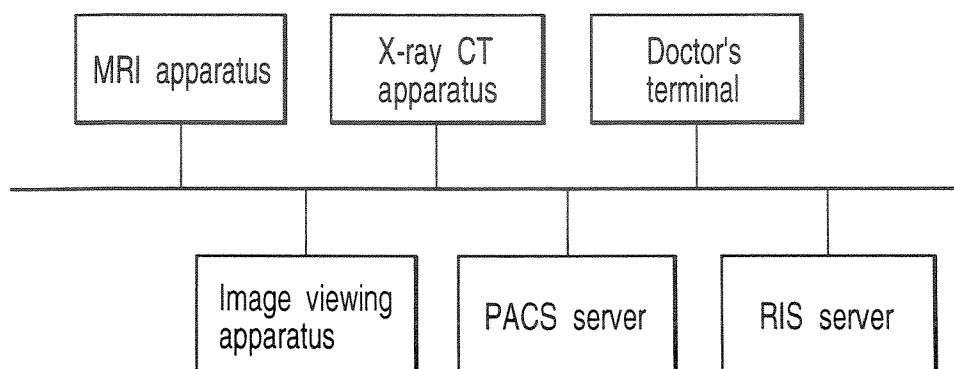 MRI apparatus
X-ray CT
apparatus
Doctor's
terminal
Image viewing
apparatus
PACS server
RIS server